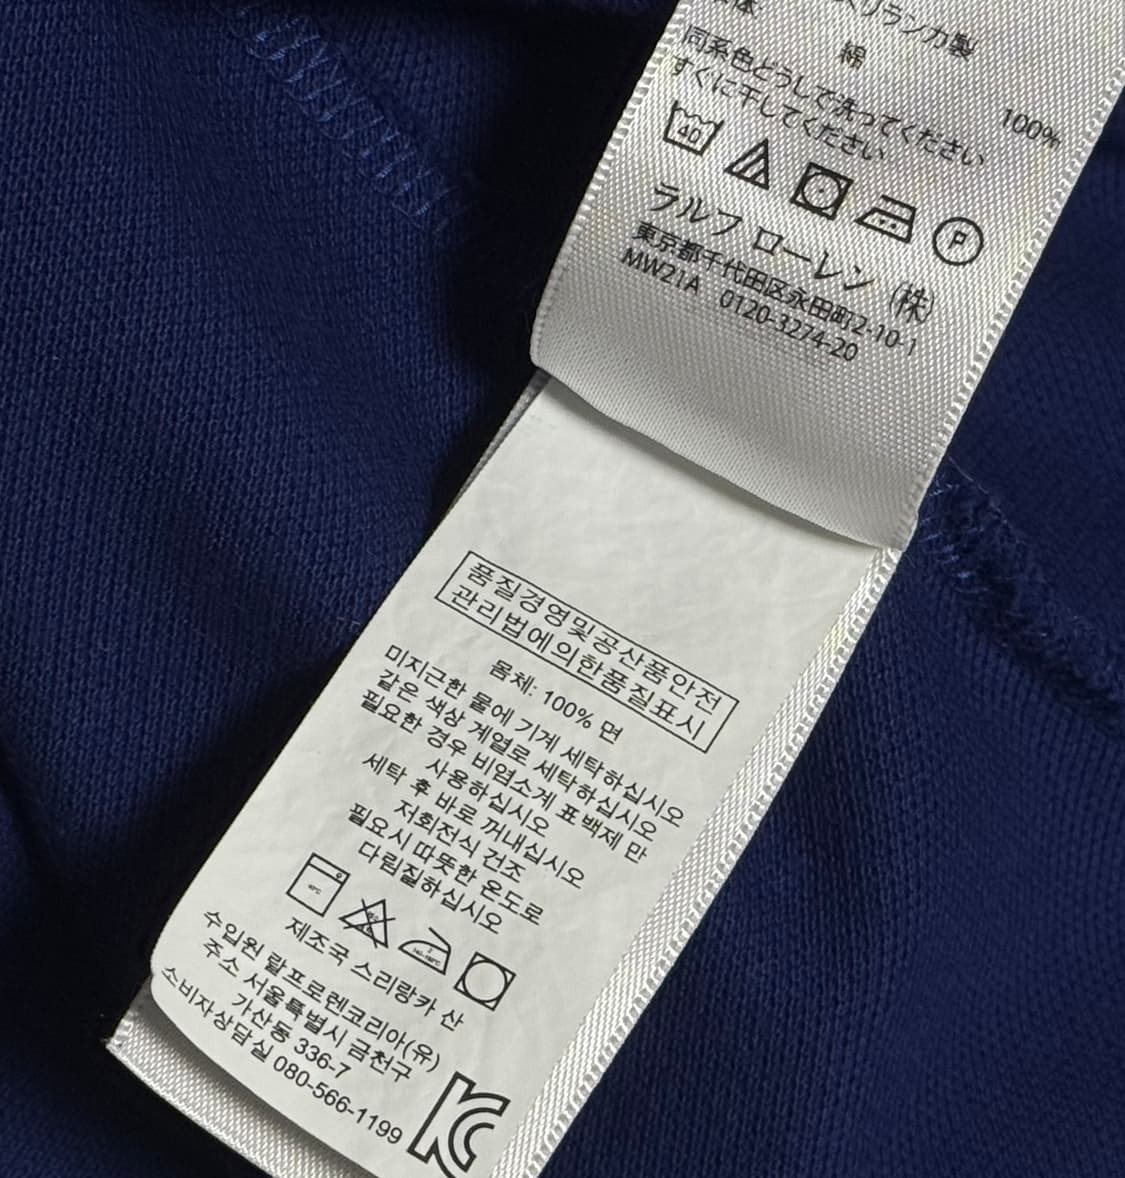 スリランカ製
体 綿 100%
同系色どうしで洗ってください
すぐに干してください
40
P
ラルフ ローレン (株)
東京都千代田区永田町2-10-1
MW21A 0120-3274-20
품질경영및공산품안전
관리법에의한품질표시
몸체: 100% 면
미지근한 물에 기계 세탁하십시오
같은 색상 계열로 세탁하십시오
필요한 경우 비염소계 표백제 만
사용하십시오
세탁 후 바로 꺼내십시오
저회전식 건조
필요시 따뜻한 온도로
다림질하십시오
제조국 스리랑카 산
수입원 랄프로렌코리아(유)
주소 서울특별시 금천구
가산동 336-7
소비자상담실 080-566-1199
KC